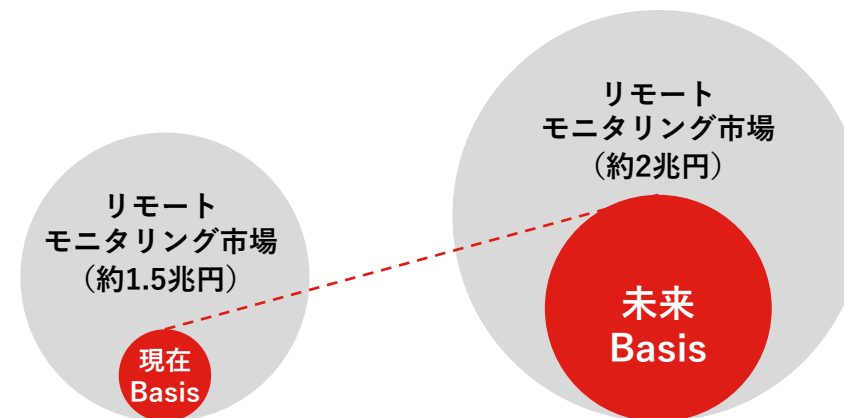 リモート
モニタリング市場
（約1.5兆円）
現在
Basis
リモート
モニタリング市場
（約2兆円）
未来
Basis